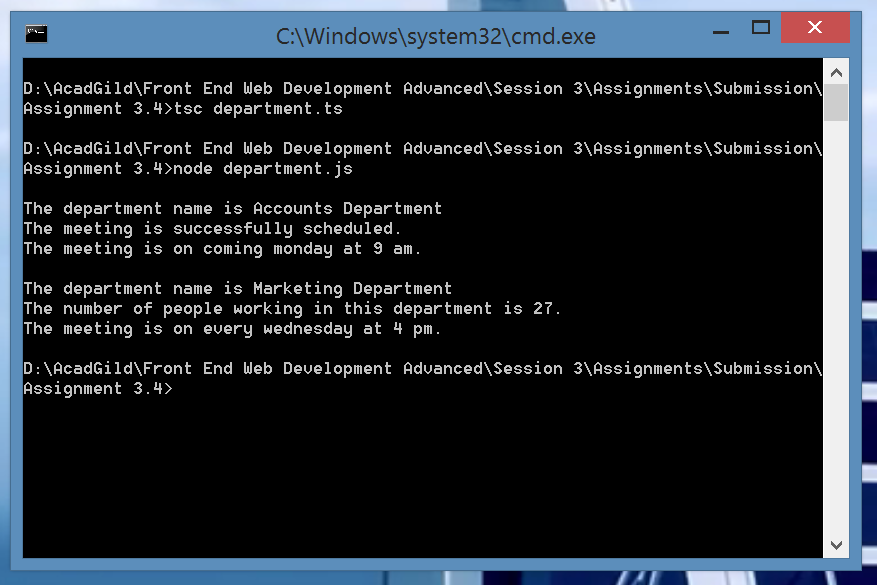 C:\Windows\system32\cmd.exe
D:\AcadGild\Front End Web Development Advanced\Session 3\Assignments\Submission\
Assignment 3.4>tsc department.ts
D:\AcadGild\Front End Web Development Advanced\Session 3\Assignments\Submission\
Assignment 3.4>node department.js
The department name is Accounts Department
The meeting is successfully scheduled.
The meeting is on coming monday at 9 am.
The department name is Marketing Department
The number of people working in this department is 27.
The meeting is on every wednesday at 4 pm.
D:\AcadGild\Front End Web Development Advanced\Session 3\Assignments\Submission\
Assignment 3.4>